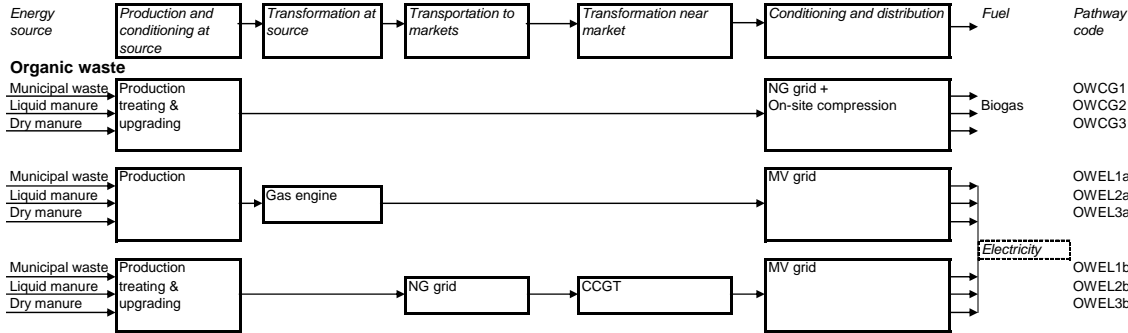 Energy source
Production and conditioning at source
Transformation at source
Transportation to markets
Transformation near market
Conditioning and distribution
Fuel
Pathway code
Organic waste
Municipal waste
Liquid manure
Dry manure
Production treating & upgrading
NG grid +
On-site compression
Biogas
OWCG1
OWCG2
OWCG3
Municipal waste
Liquid manure
Dry manure
Production
Gas engine
MV grid
OWEL1a
OWEL2a
OWEL3a
Electricity
Municipal waste
Liquid manure
Dry manure
Production treating & upgrading
NG grid
CCGT
MV grid
OWEL1b
OWEL2b
OWEL3b